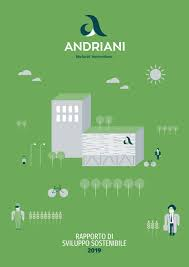 ANDRIANI
RAPPORTO DI
SVILUPPO SOSTENIBILE
2019